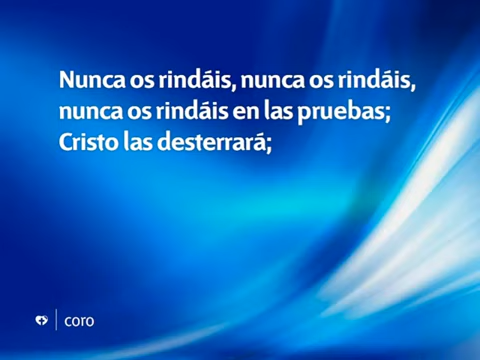 Nunca os rindáis, nunca os rindáis,
nunca os rindáis en las pruebas;
Cristo las desterrará;
coro